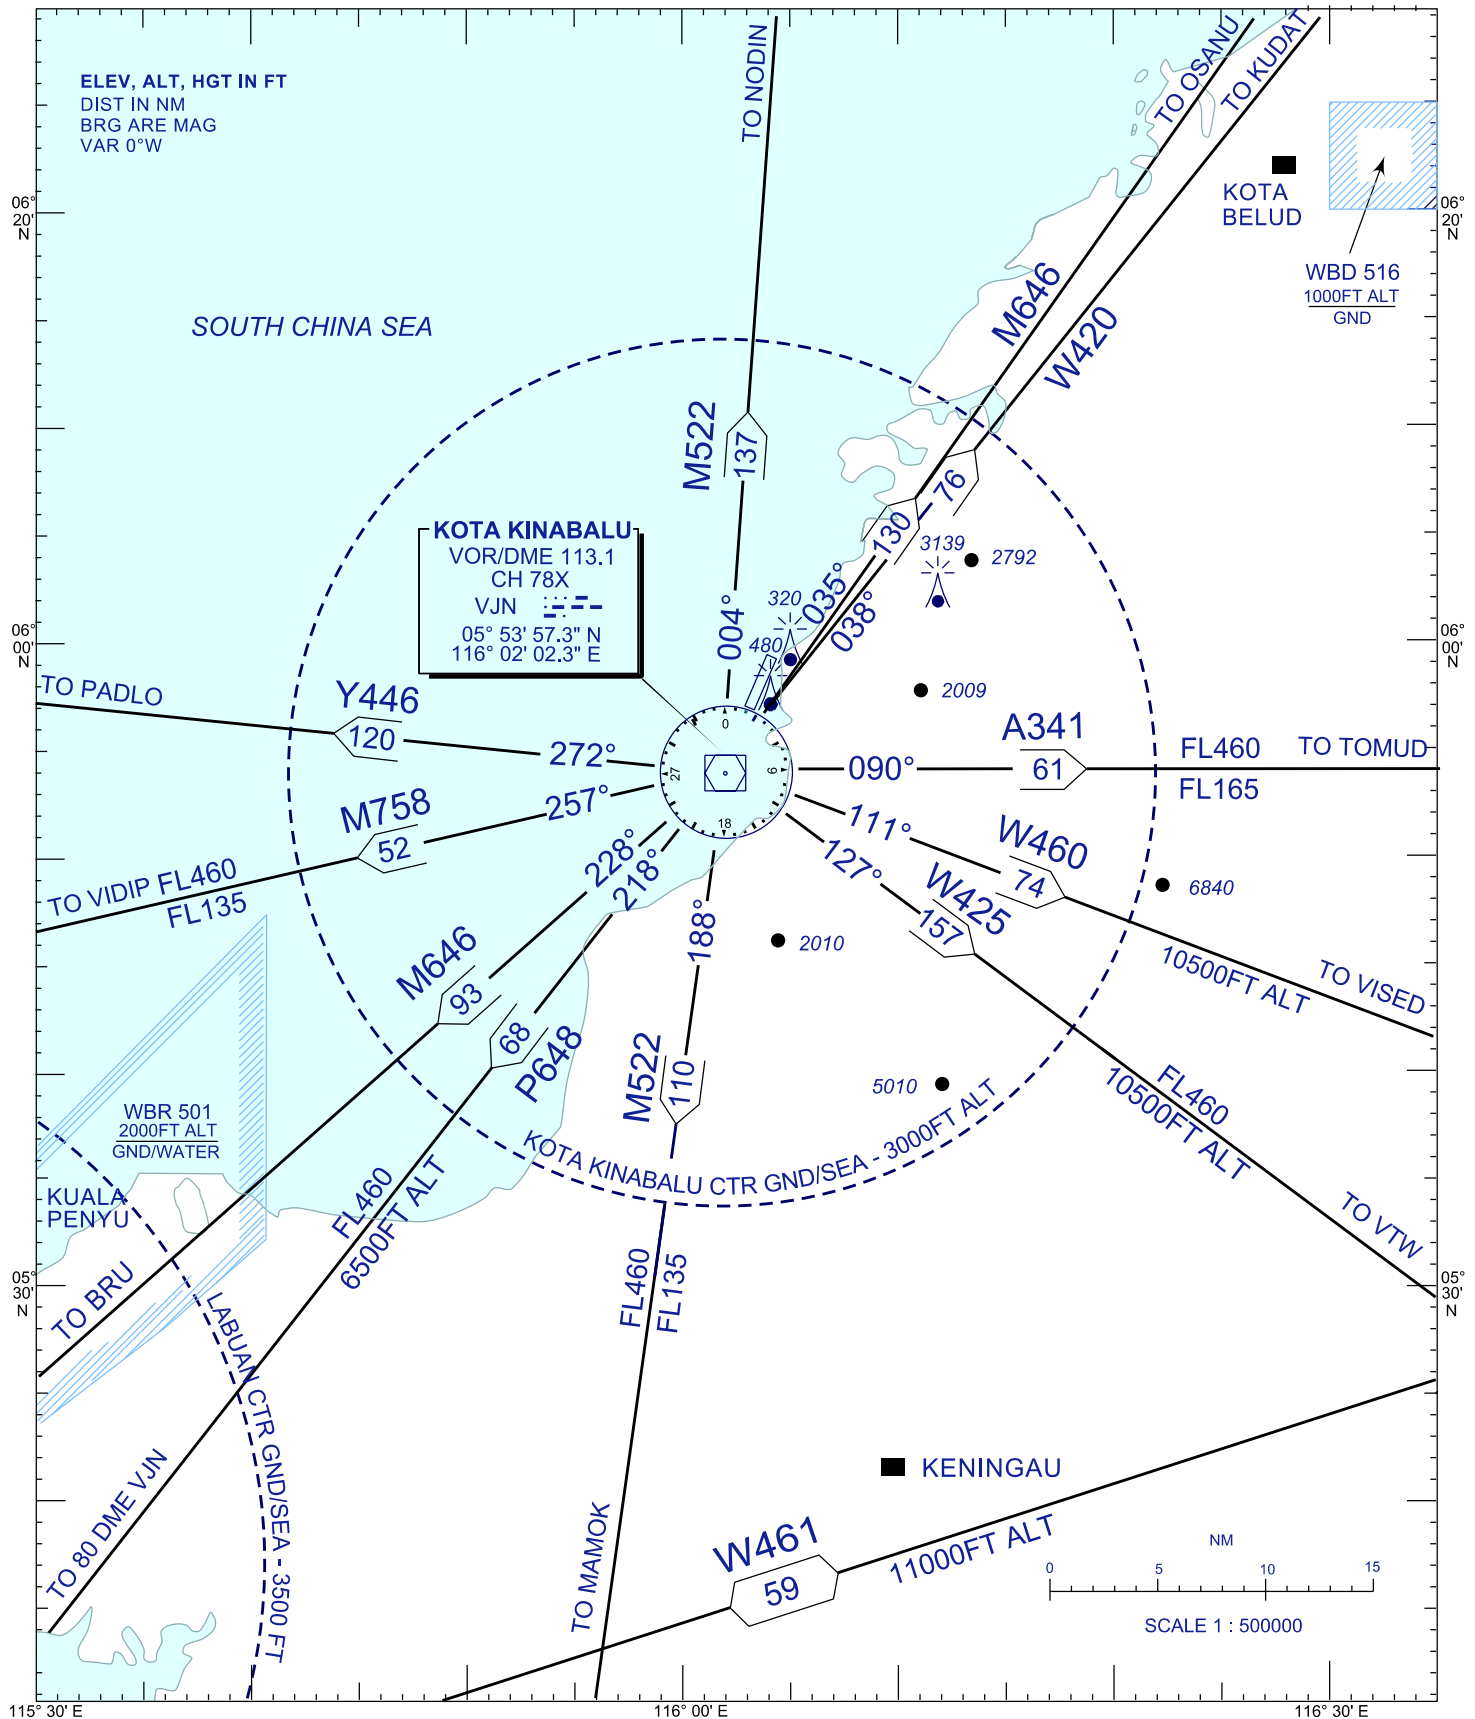 ELEV, ALT, HGT IN FT
DIST IN NM
BRG ARE MAG
VAR 0°W
TO NODIN
TO OSANU
TO KUDAT
KOTA
BELUD
WBD 516
1000FT ALT
GND
06°
20'
N
06°
20'
N
SOUTH CHINA SEA
M646
W420
M522
137
76
130
3139
2792
KOTA KINABALU
VOR/DME 113.1
CH 78X
VJN
05° 53' 57.3" N
116° 02' 02.3" E
004°
320
480
035°
038°
2009
06°
00'
N
06°
00'
N
TO PADLO
Y446
120
272°
0
6
18
27
090°
A341
61
FL460
FL165
TO TOMUD
M758
52
257°
TO VIDIP FL460
FL135
228°
218°
188°
111°
127°
W460
74
W425
157
6840
2010
10500FT ALT
TO VISED
M646
93
68
P648
M522
110
5010
FL460
10500FT ALT
TO VTW
KOTA KINABALU CTR GND/SEA - 3000FT ALT
WBR 501
2000FT ALT
GND/WATER
KUALA
PENYU
FL460
6500FT ALT
FL460
FL135
05°
30'
N
05°
30'
N
TO BRU
LABUAN CTR GND/SEA - 3500 FT
TO 80 DME VJN
TO MAMOK
KENINGAU
W461
59
11000FT ALT
NM
0 5 10 15
SCALE 1 : 500000
115° 30' E
116° 00' E
116° 30' E